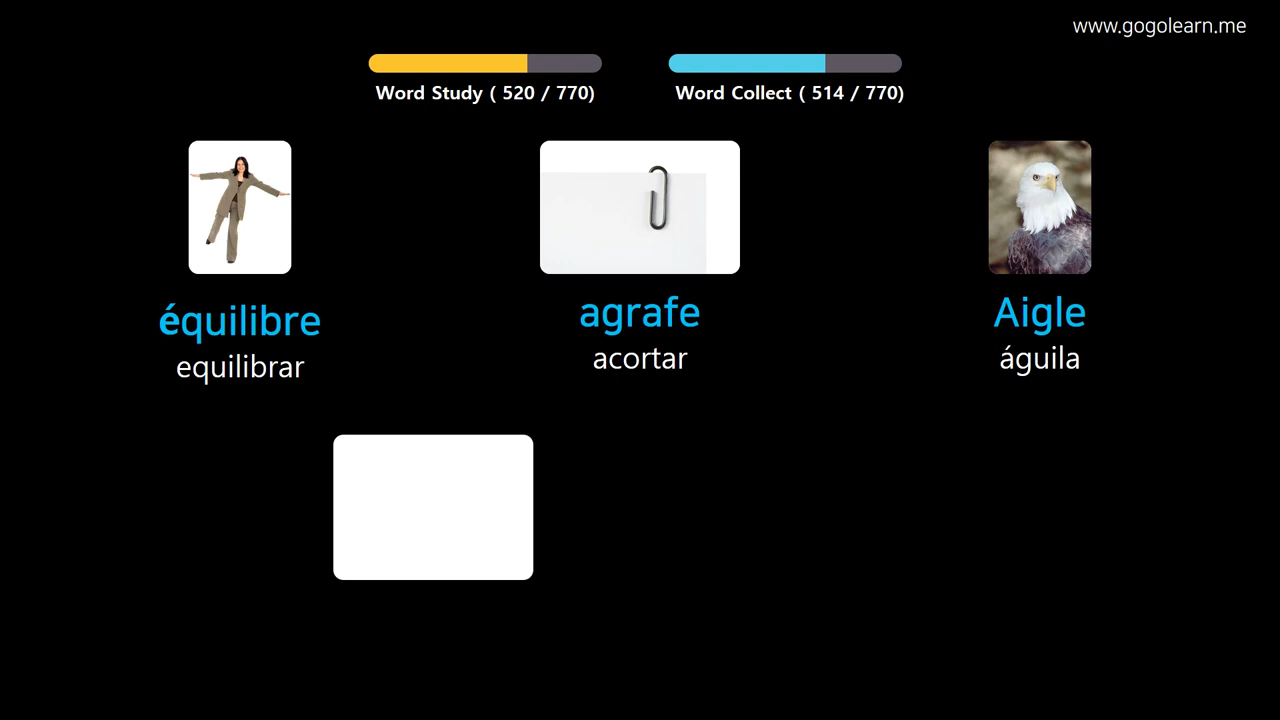 www.gogolearn.me
Word Study ( 520 / 770)
Word Collect ( 514 / 770)
équilibre
equilibrar
agrafe
acortar
Aigle
águila